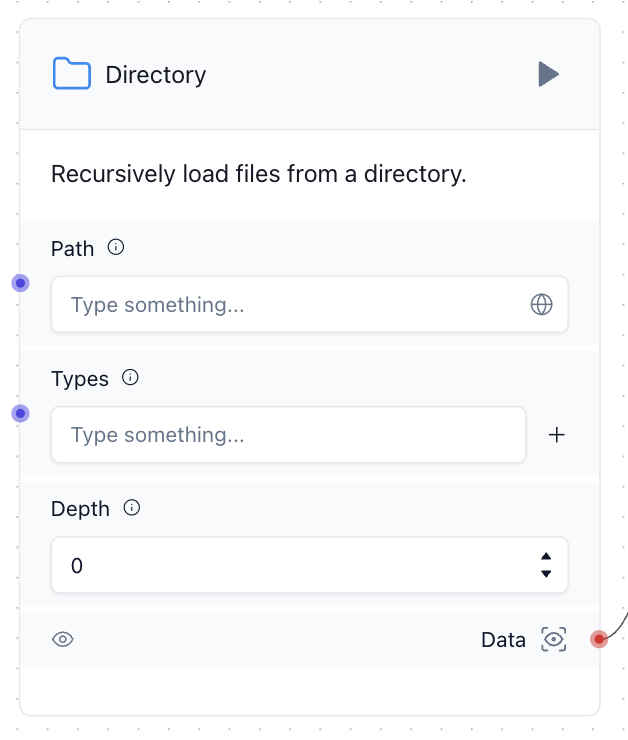 Directory
Recursively load files from a directory.
Path
Type something...
Types
Type something...
Depth
0
Data